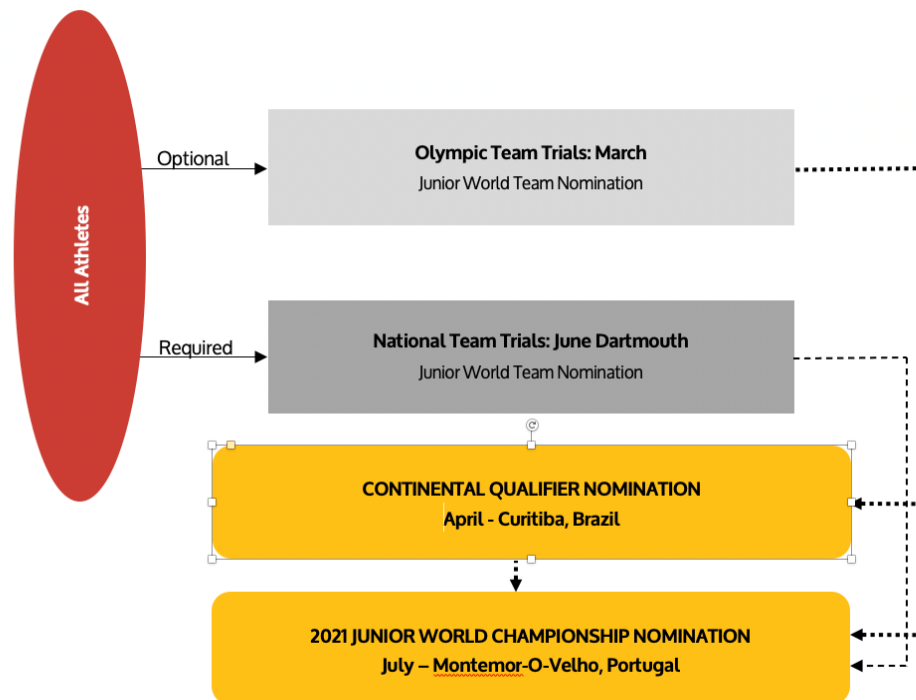 All Athletes
Optional
Olympic Team Trials: March
Junior World Team Nomination
Required
National Team Trials: June Dartmouth
Junior World Team Nomination
CONTINENTAL QUALIFIER NOMINATION
April - Curitiba, Brazil
2021 JUNIOR WORLD CHAMPIONSHIP NOMINATION
July – Montemor-O-Velho, Portugal